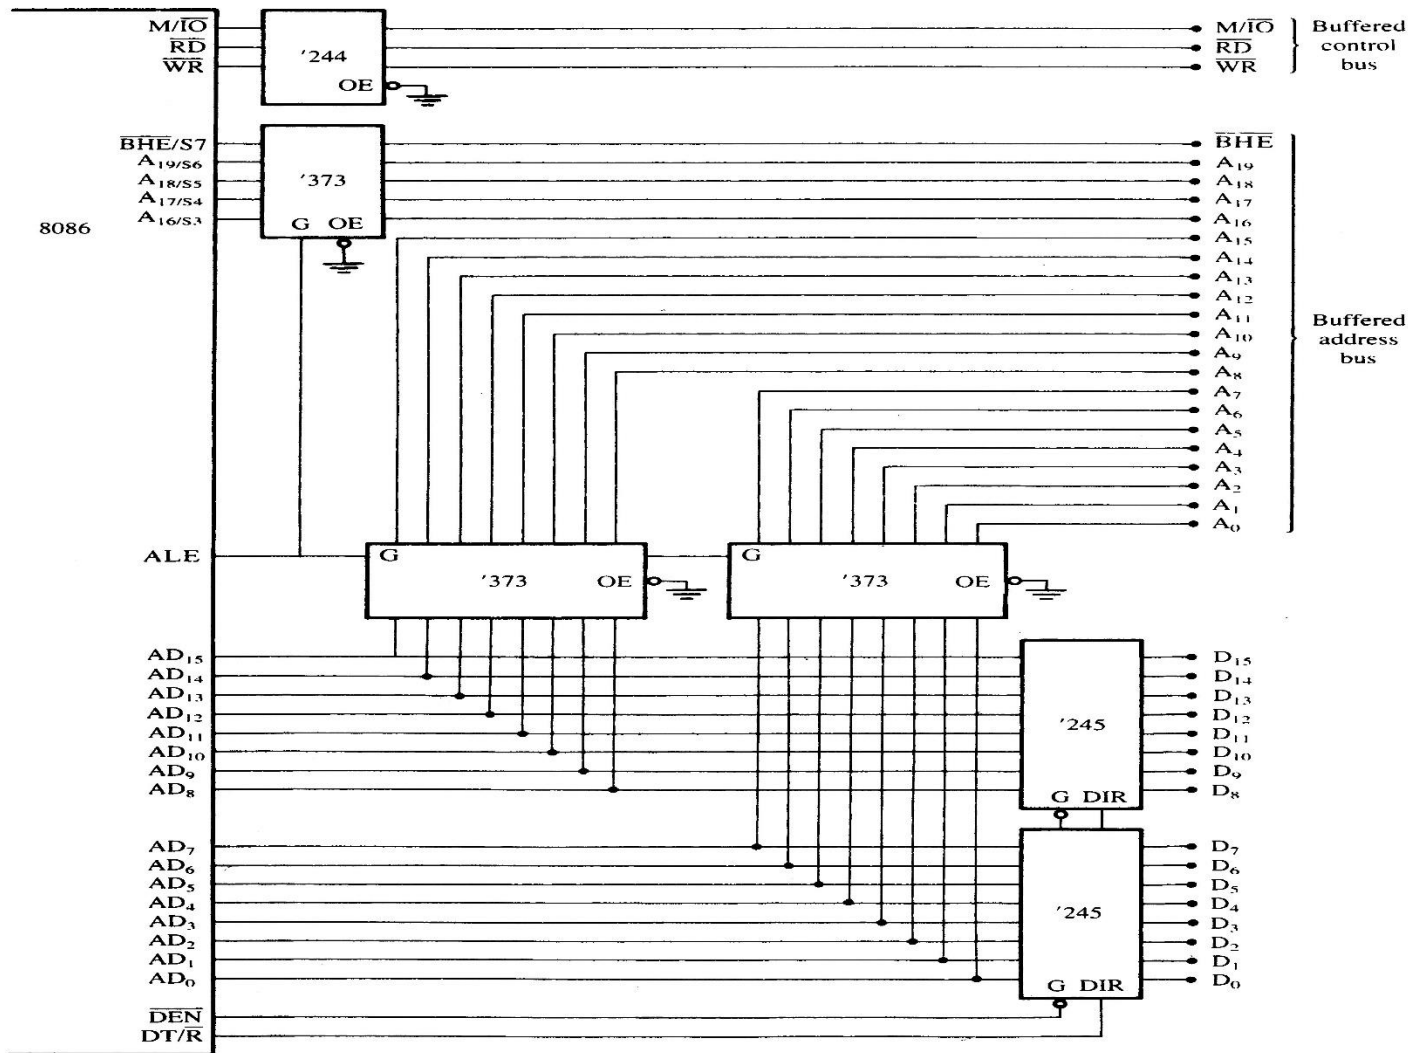 M/IO
RD
WR
'244
OE
M/IO
RD
WR
Buffered
control
bus
BHE/S7
A19/S6
A18/S5
A17/S4
A16/S3
'373
G OE
8086
BHE
A19
A18
A17
A16
A15
A14
A13
A12
A11
A10
A9
A8
A7
A6
A5
A4
A3
A2
A1
A0
Buffered
address
bus
ALE
G
'373
OE
G
'373
OE
AD15
AD14
AD13
AD12
AD11
AD10
AD9
AD8
'245
G DIR
D15
D14
D13
D12
D11
D10
D9
D8
AD7
AD6
AD5
AD4
AD3
AD2
AD1
AD0
'245
G DIR
D7
D6
D5
D4
D3
D2
D1
D0
DEN
DT/R